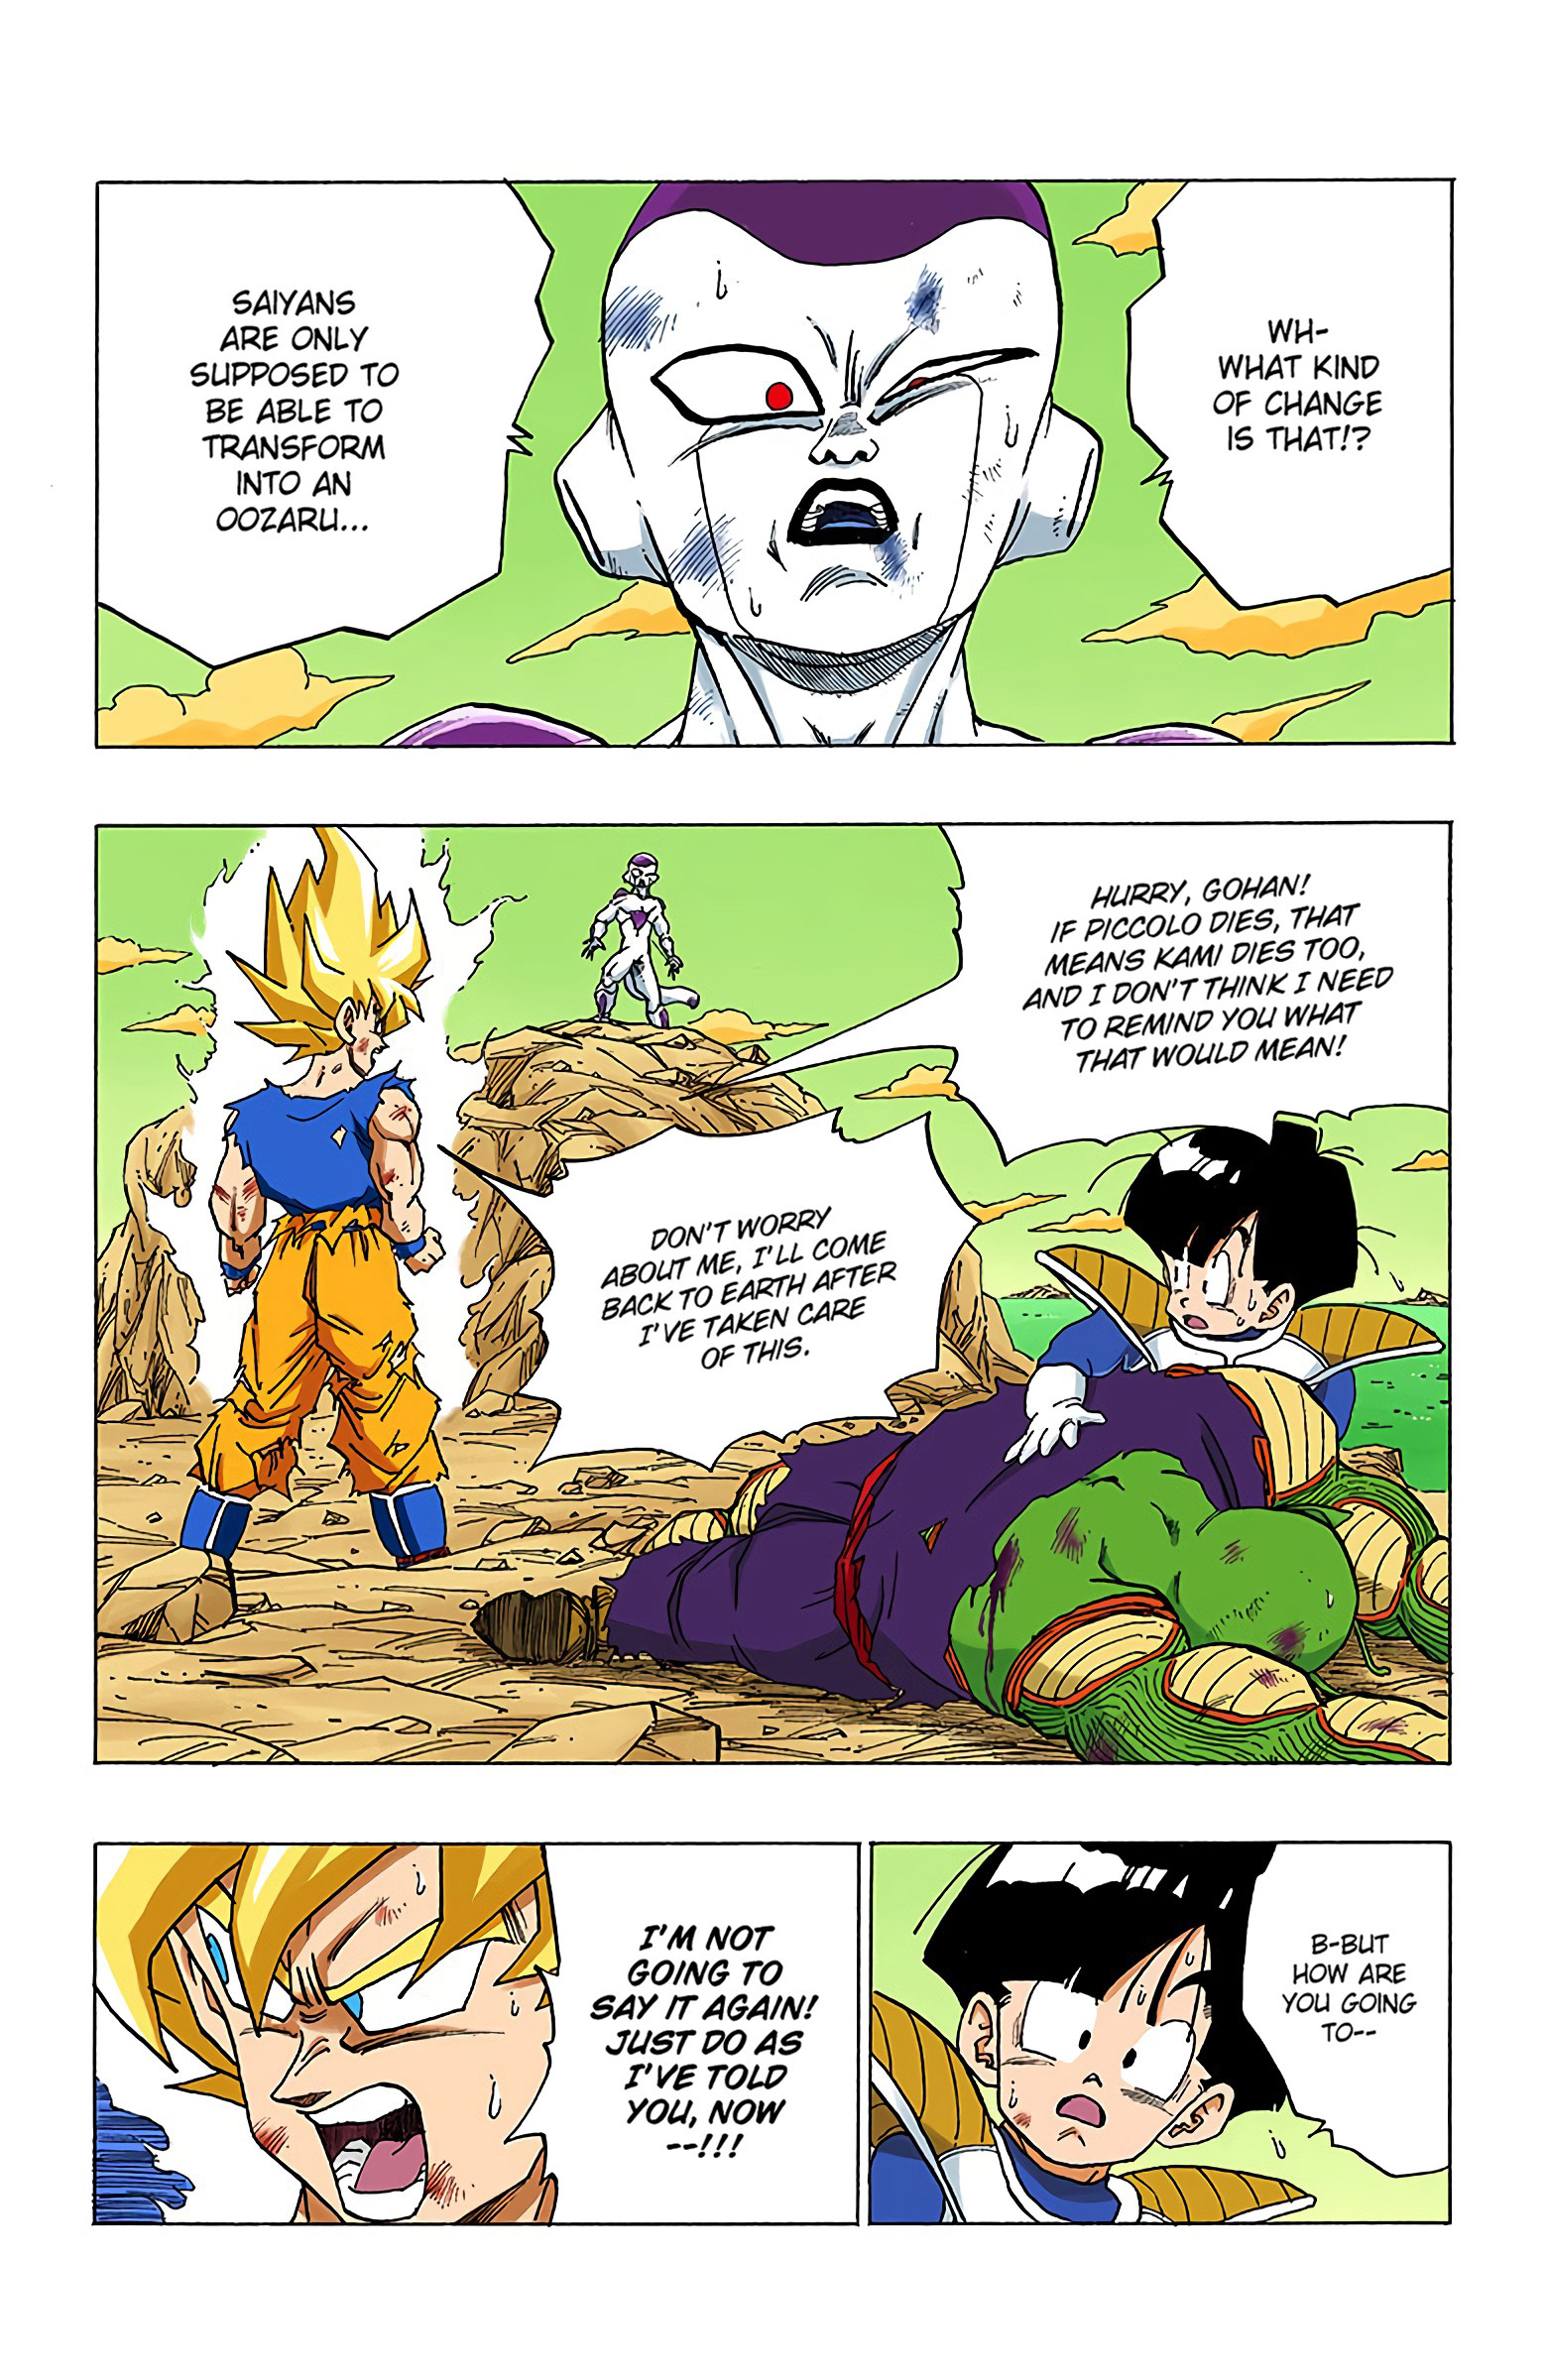 WH-
WHAT KIND
OF CHANGE
IS THAT!?
SAIYANS
ARE ONLY
SUPPOSED TO
BE ABLE TO
TRANSFORM
INTO AN
OOZARU...
HURRY, GOHAN!
IF PICCOLO DIES, THAT
MEANS KAMI DIES TOO,
AND I DON'T THINK I NEED
TO REMIND YOU WHAT
THAT WOULD MEAN!
DON'T WORRY
ABOUT ME, I'LL COME
BACK TO EARTH AFTER
I'VE TAKEN CARE
OF THIS.
B-BUT
HOW ARE
YOU GOING
TO--
I'M NOT
GOING TO
SAY IT AGAIN!
JUST DO AS
I'VE TOLD
YOU, NOW
--!!!